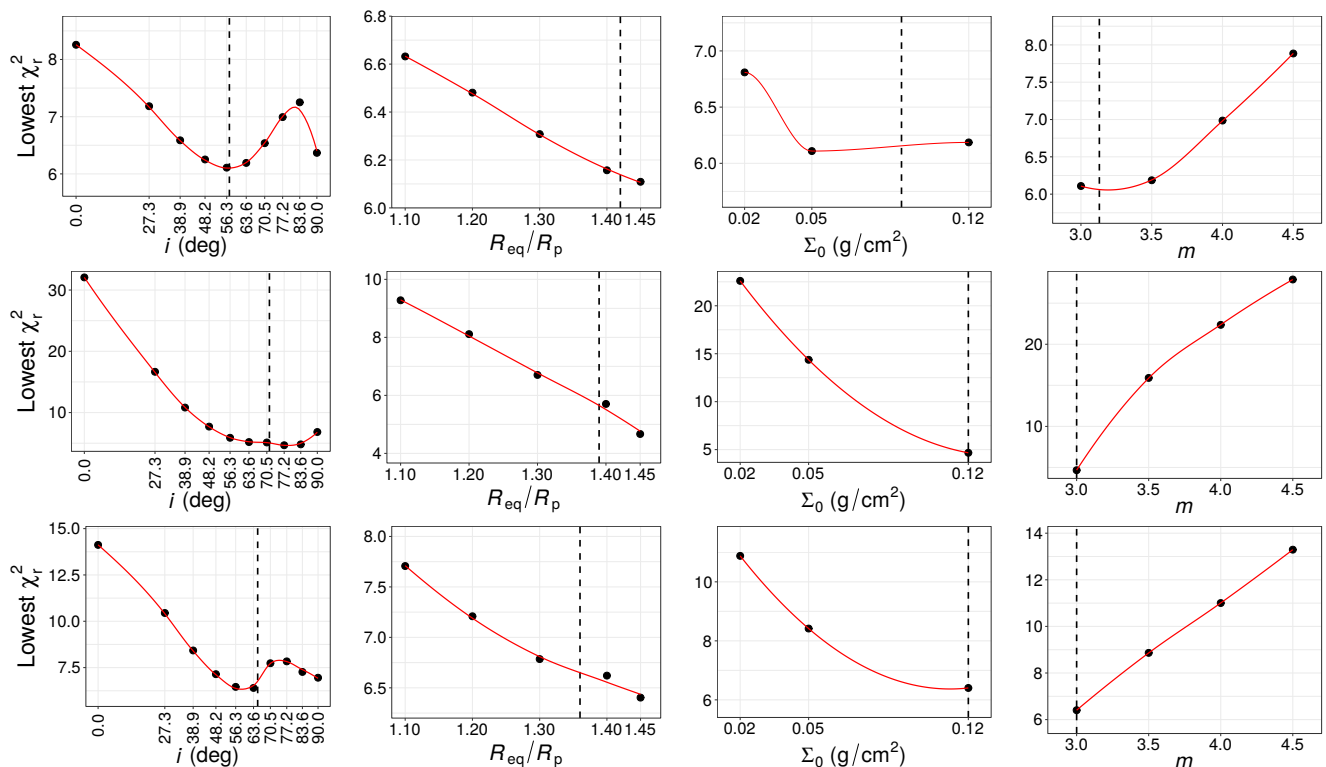 Lowest χ²ᵣ
8
7
6
0.0 27.3 38.9 48.2 56.3 63.6 70.5 77.2 83.6 90.0
i (deg)
6.8
6.6
6.4
6.2
6.0
1.10 1.20 1.30 1.40 1.45
R_eq/R_p
7.0
6.5
6.0
0.02 0.05 0.12
Σ₀ (g/cm²)
8.0
7.5
7.0
6.5
6.0
3.0 3.5 4.0 4.5
m
Lowest χ²ᵣ
30
20
10
0.0 27.3 38.9 48.2 56.3 63.6 70.5 77.2 83.6 90.0
i (deg)
10
8
6
4
1.10 1.20 1.30 1.40 1.45
R_eq/R_p
20
15
10
5
0.02 0.05 0.12
Σ₀ (g/cm²)
20
10
3.0 3.5 4.0 4.5
m
Lowest χ²ᵣ
15.0
12.5
10.0
7.5
0.0 27.3 38.9 48.2 56.3 63.6 70.5 77.2 83.6 90.0
i (deg)
8.0
7.5
7.0
6.5
1.10 1.20 1.30 1.40 1.45
R_eq/R_p
10
8
6
0.02 0.05 0.12
Σ₀ (g/cm²)
14
12
10
8
6
3.0 3.5 4.0 4.5
m